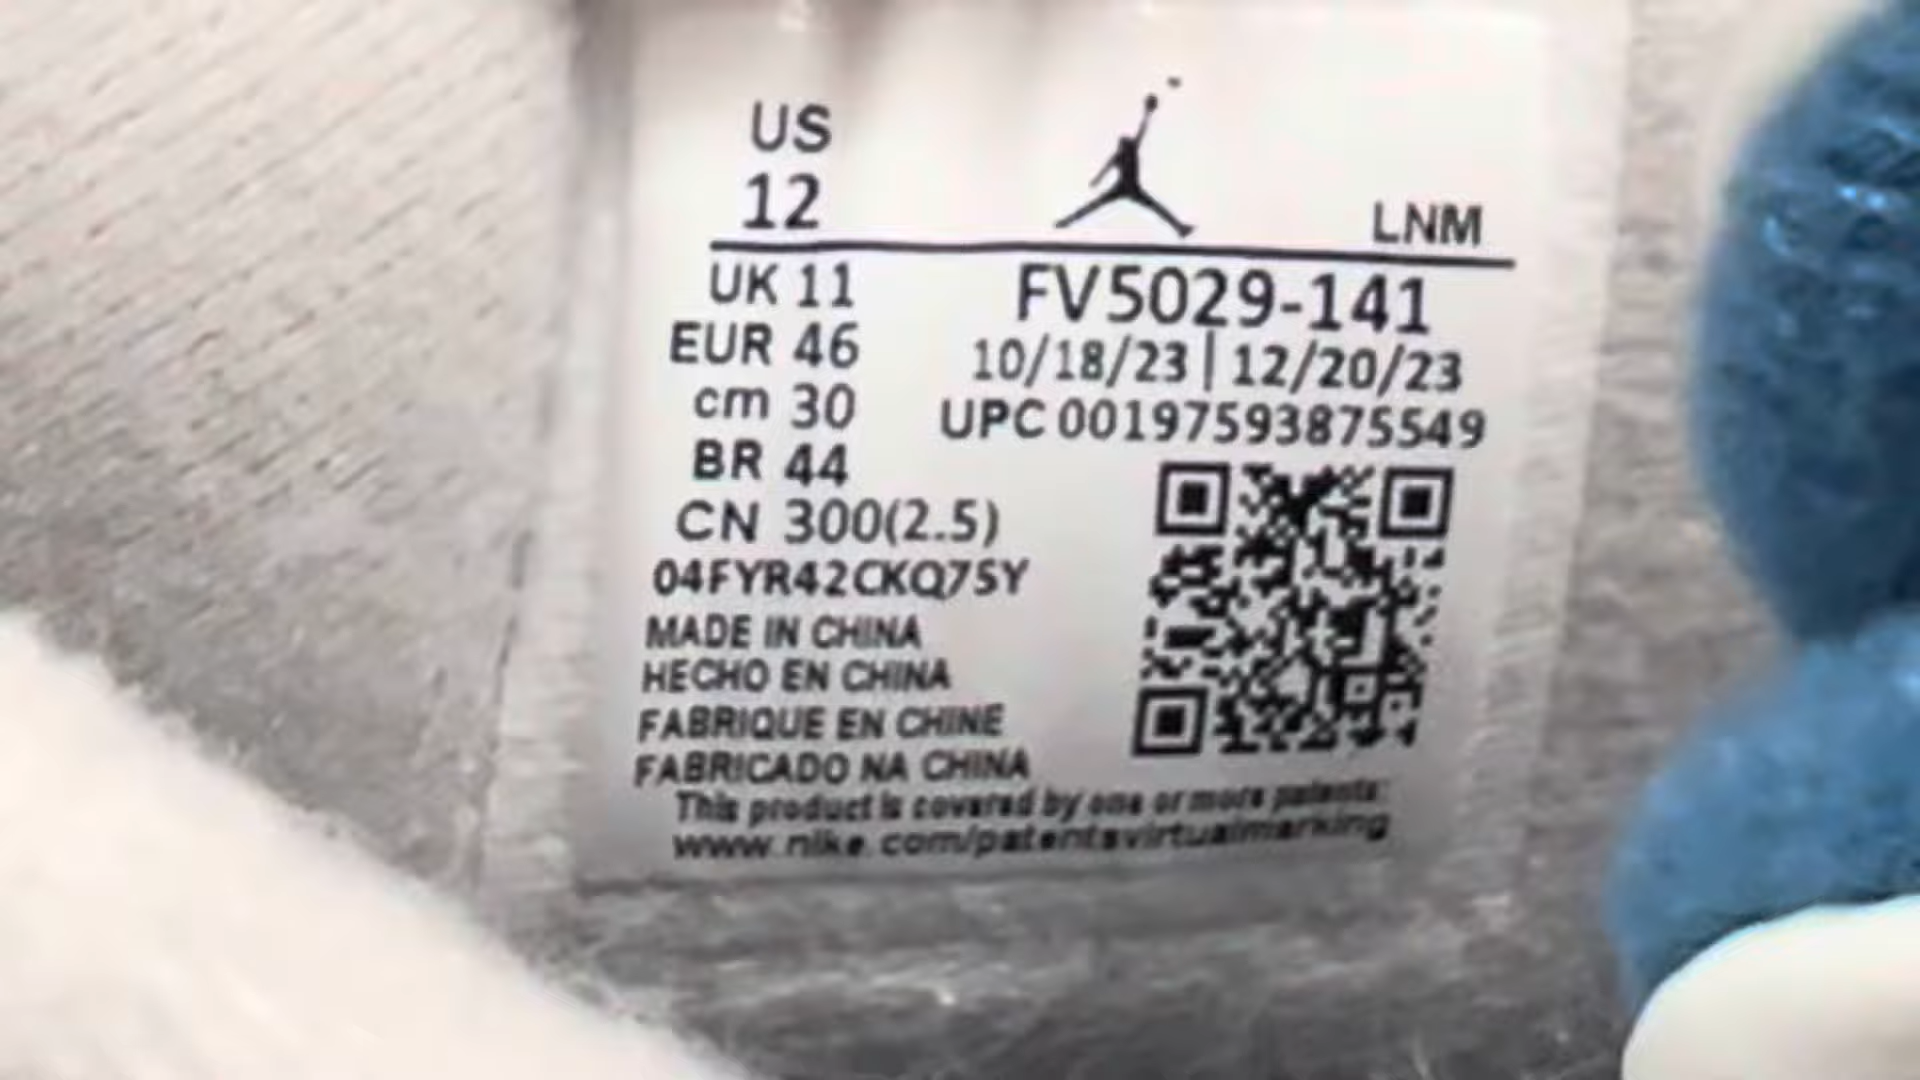 US
12
LNM
UK 11
EUR 46
cm 30
BR 44
CN 300(2.5)
FV5029-141
10/18/23 | 12/20/23
UPC 00197593875549
04FYR42CKQ75Y
MADE IN CHINA
HECHO EN CHINA
FABRIQUE EN CHINE
FABRICADO NA CHINA
This product is covered by one or more patents:
www.nike.com/patentsvirtualmarking